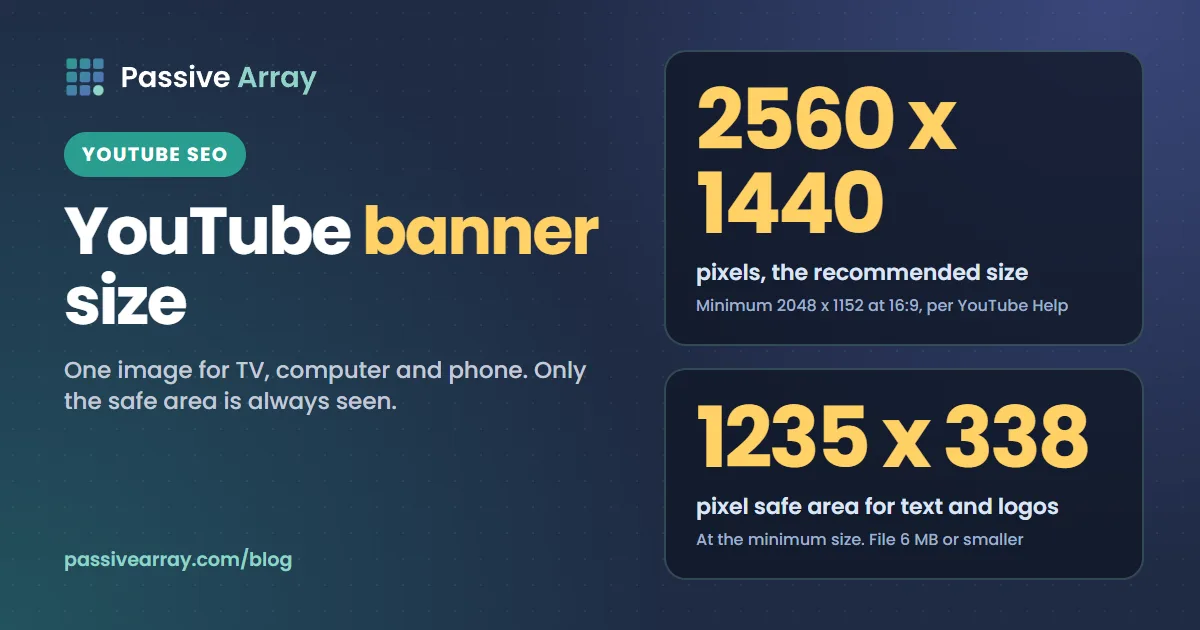 Passive Array
YOUTUBE SEO
YouTube banner
size
One image for TV, computer and phone. Only
the safe area is always seen.
passivearray.com/blog
2560 x
1440
pixels, the recommended size
Minimum 2048 x 1152 at 16:9, per YouTube Help
1235 x 338
pixel safe area for text and logos
At the minimum size. File 6 MB or smaller